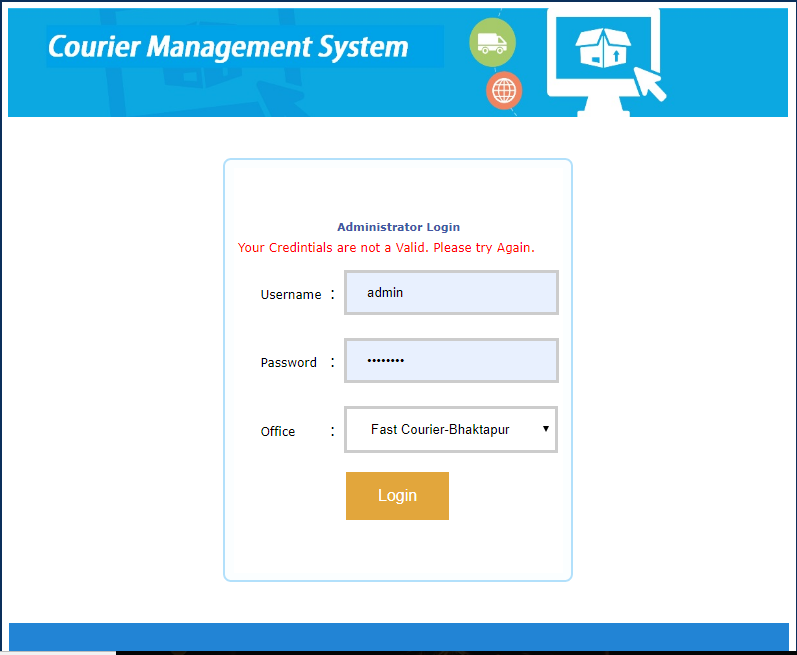 Courier Management System
Administrator Login
Your Credintials are not a Valid. Please try Again.
Username : admin
Password : ••••••••
Office : Fast Courier-Bhaktapur
Login